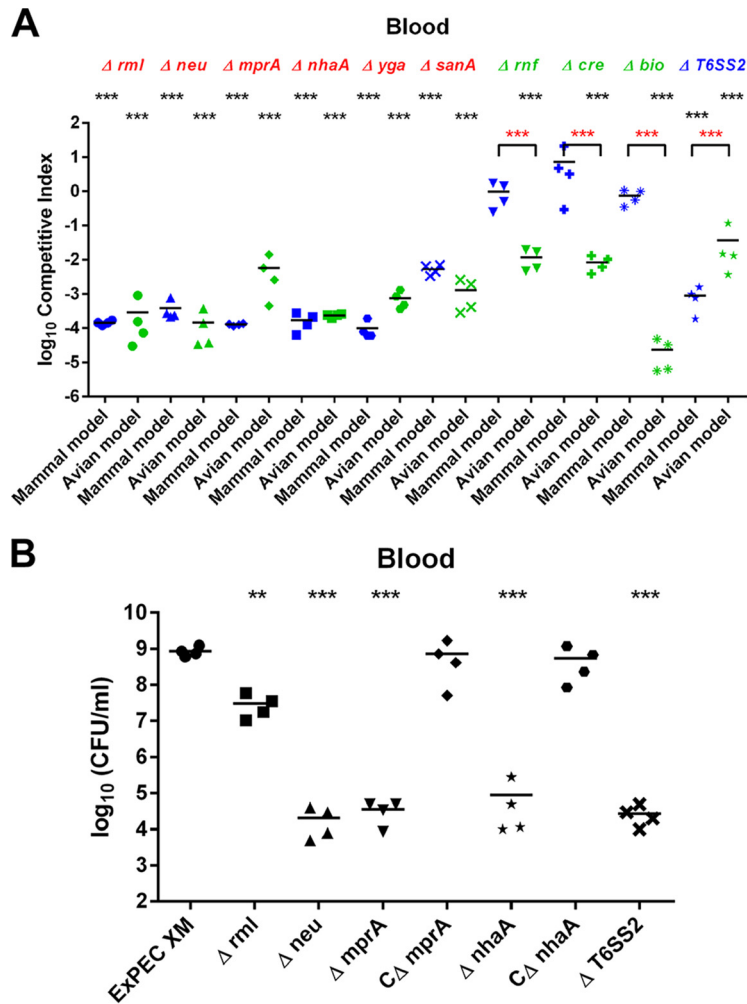 A
Blood
Δ rml Δ neu Δ mprA Δ nhaA Δ yga Δ sanA Δ rnf Δ cre Δ bio Δ T6SS2
*** *** *** *** *** *** *** *** *** ***
*** *** *** *** *** *** ***
*** *** *** ***
log10 Competitive Index
2
1
0
-1
-2
-3
-4
-5
-6
Mammal model
Avian model
Mammal model
Avian model
Mammal model
Avian model
Mammal model
Avian model
Mammal model
Avian model
Mammal model
Avian model
Mammal model
Avian model
Mammal model
Avian model
Mammal model
Avian model
Mammal model
Avian model
B
Blood
** *** *** *** ***
log10 (CFU/ml)
10
9
8
7
6
5
4
3
2
ExPEC XM
Δ rml
Δ neu
Δ mprA
CΔ mprA
Δ nhaA
CΔ nhaA
Δ T6SS2